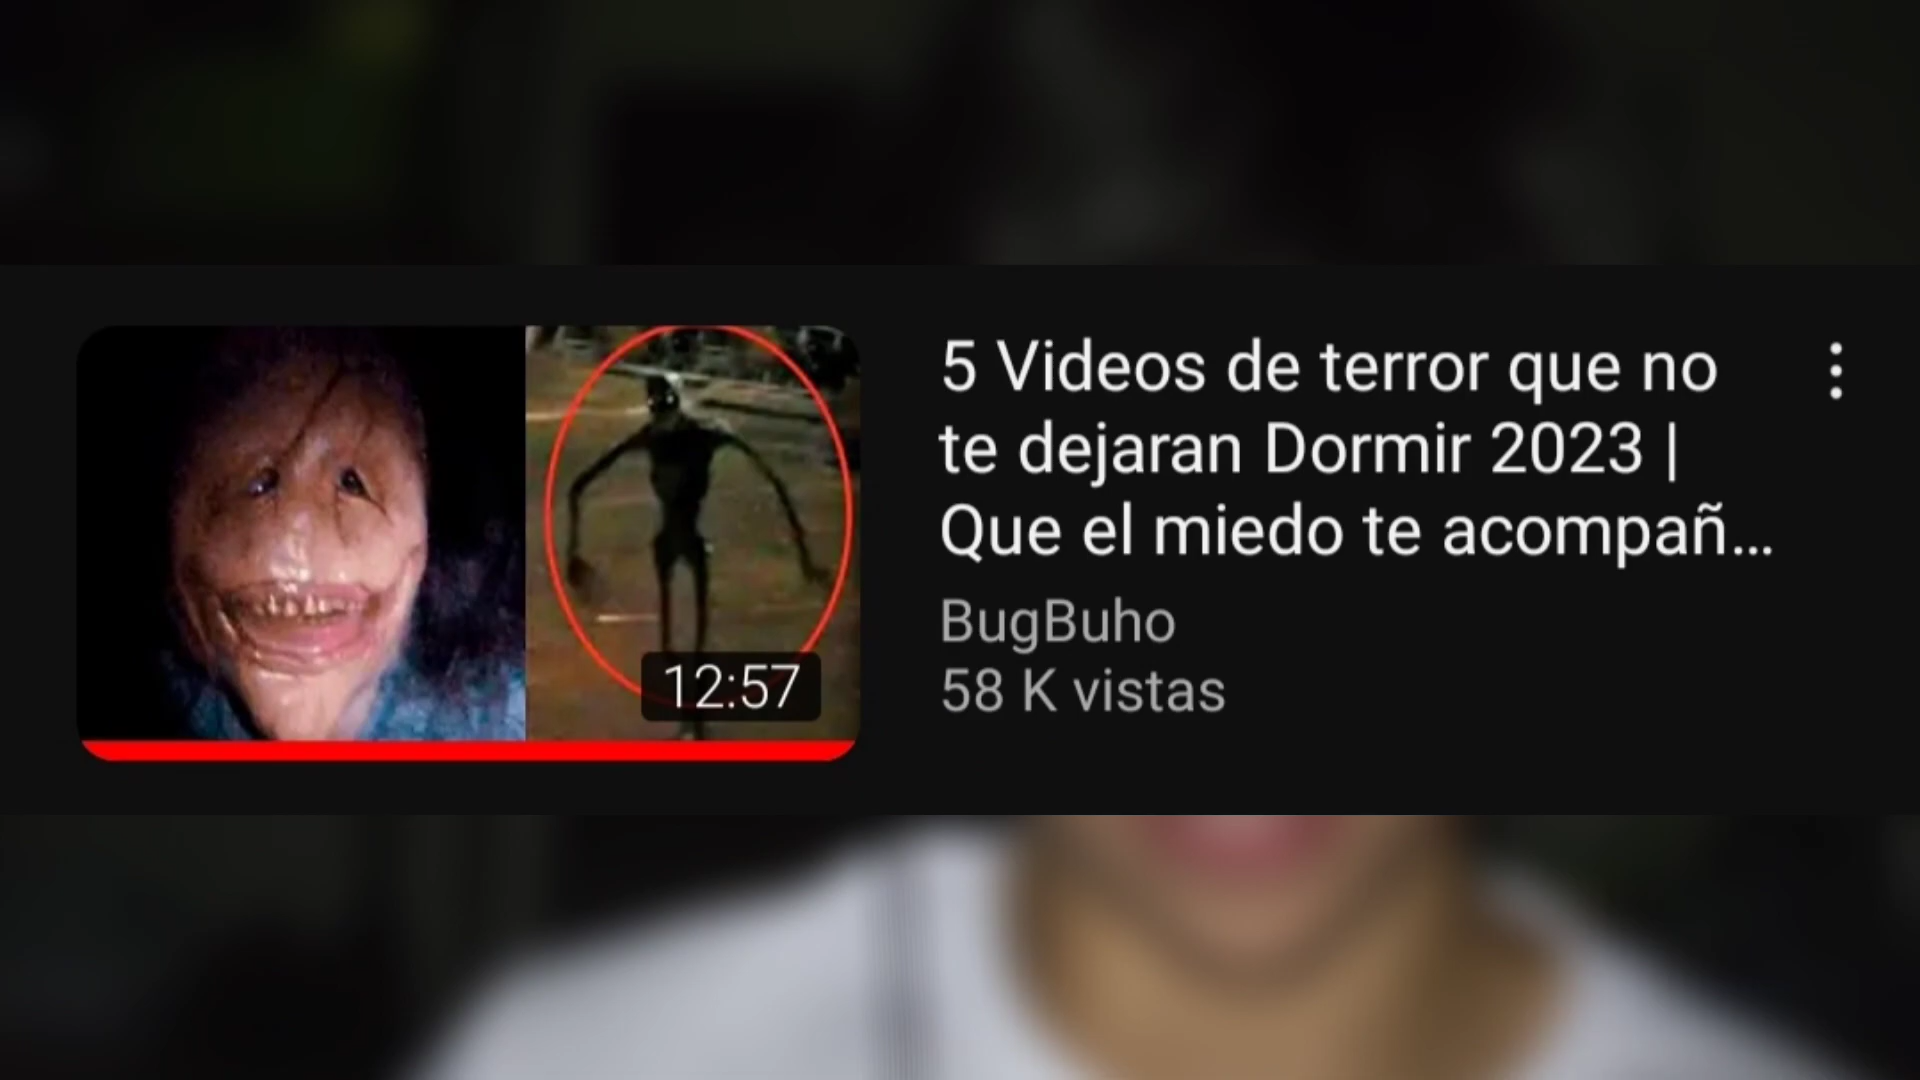 12:57
5 Videos de terror que no
te dejaran Dormir 2023 |
Que el miedo te acompañ...
BugBuho
58 K vistas